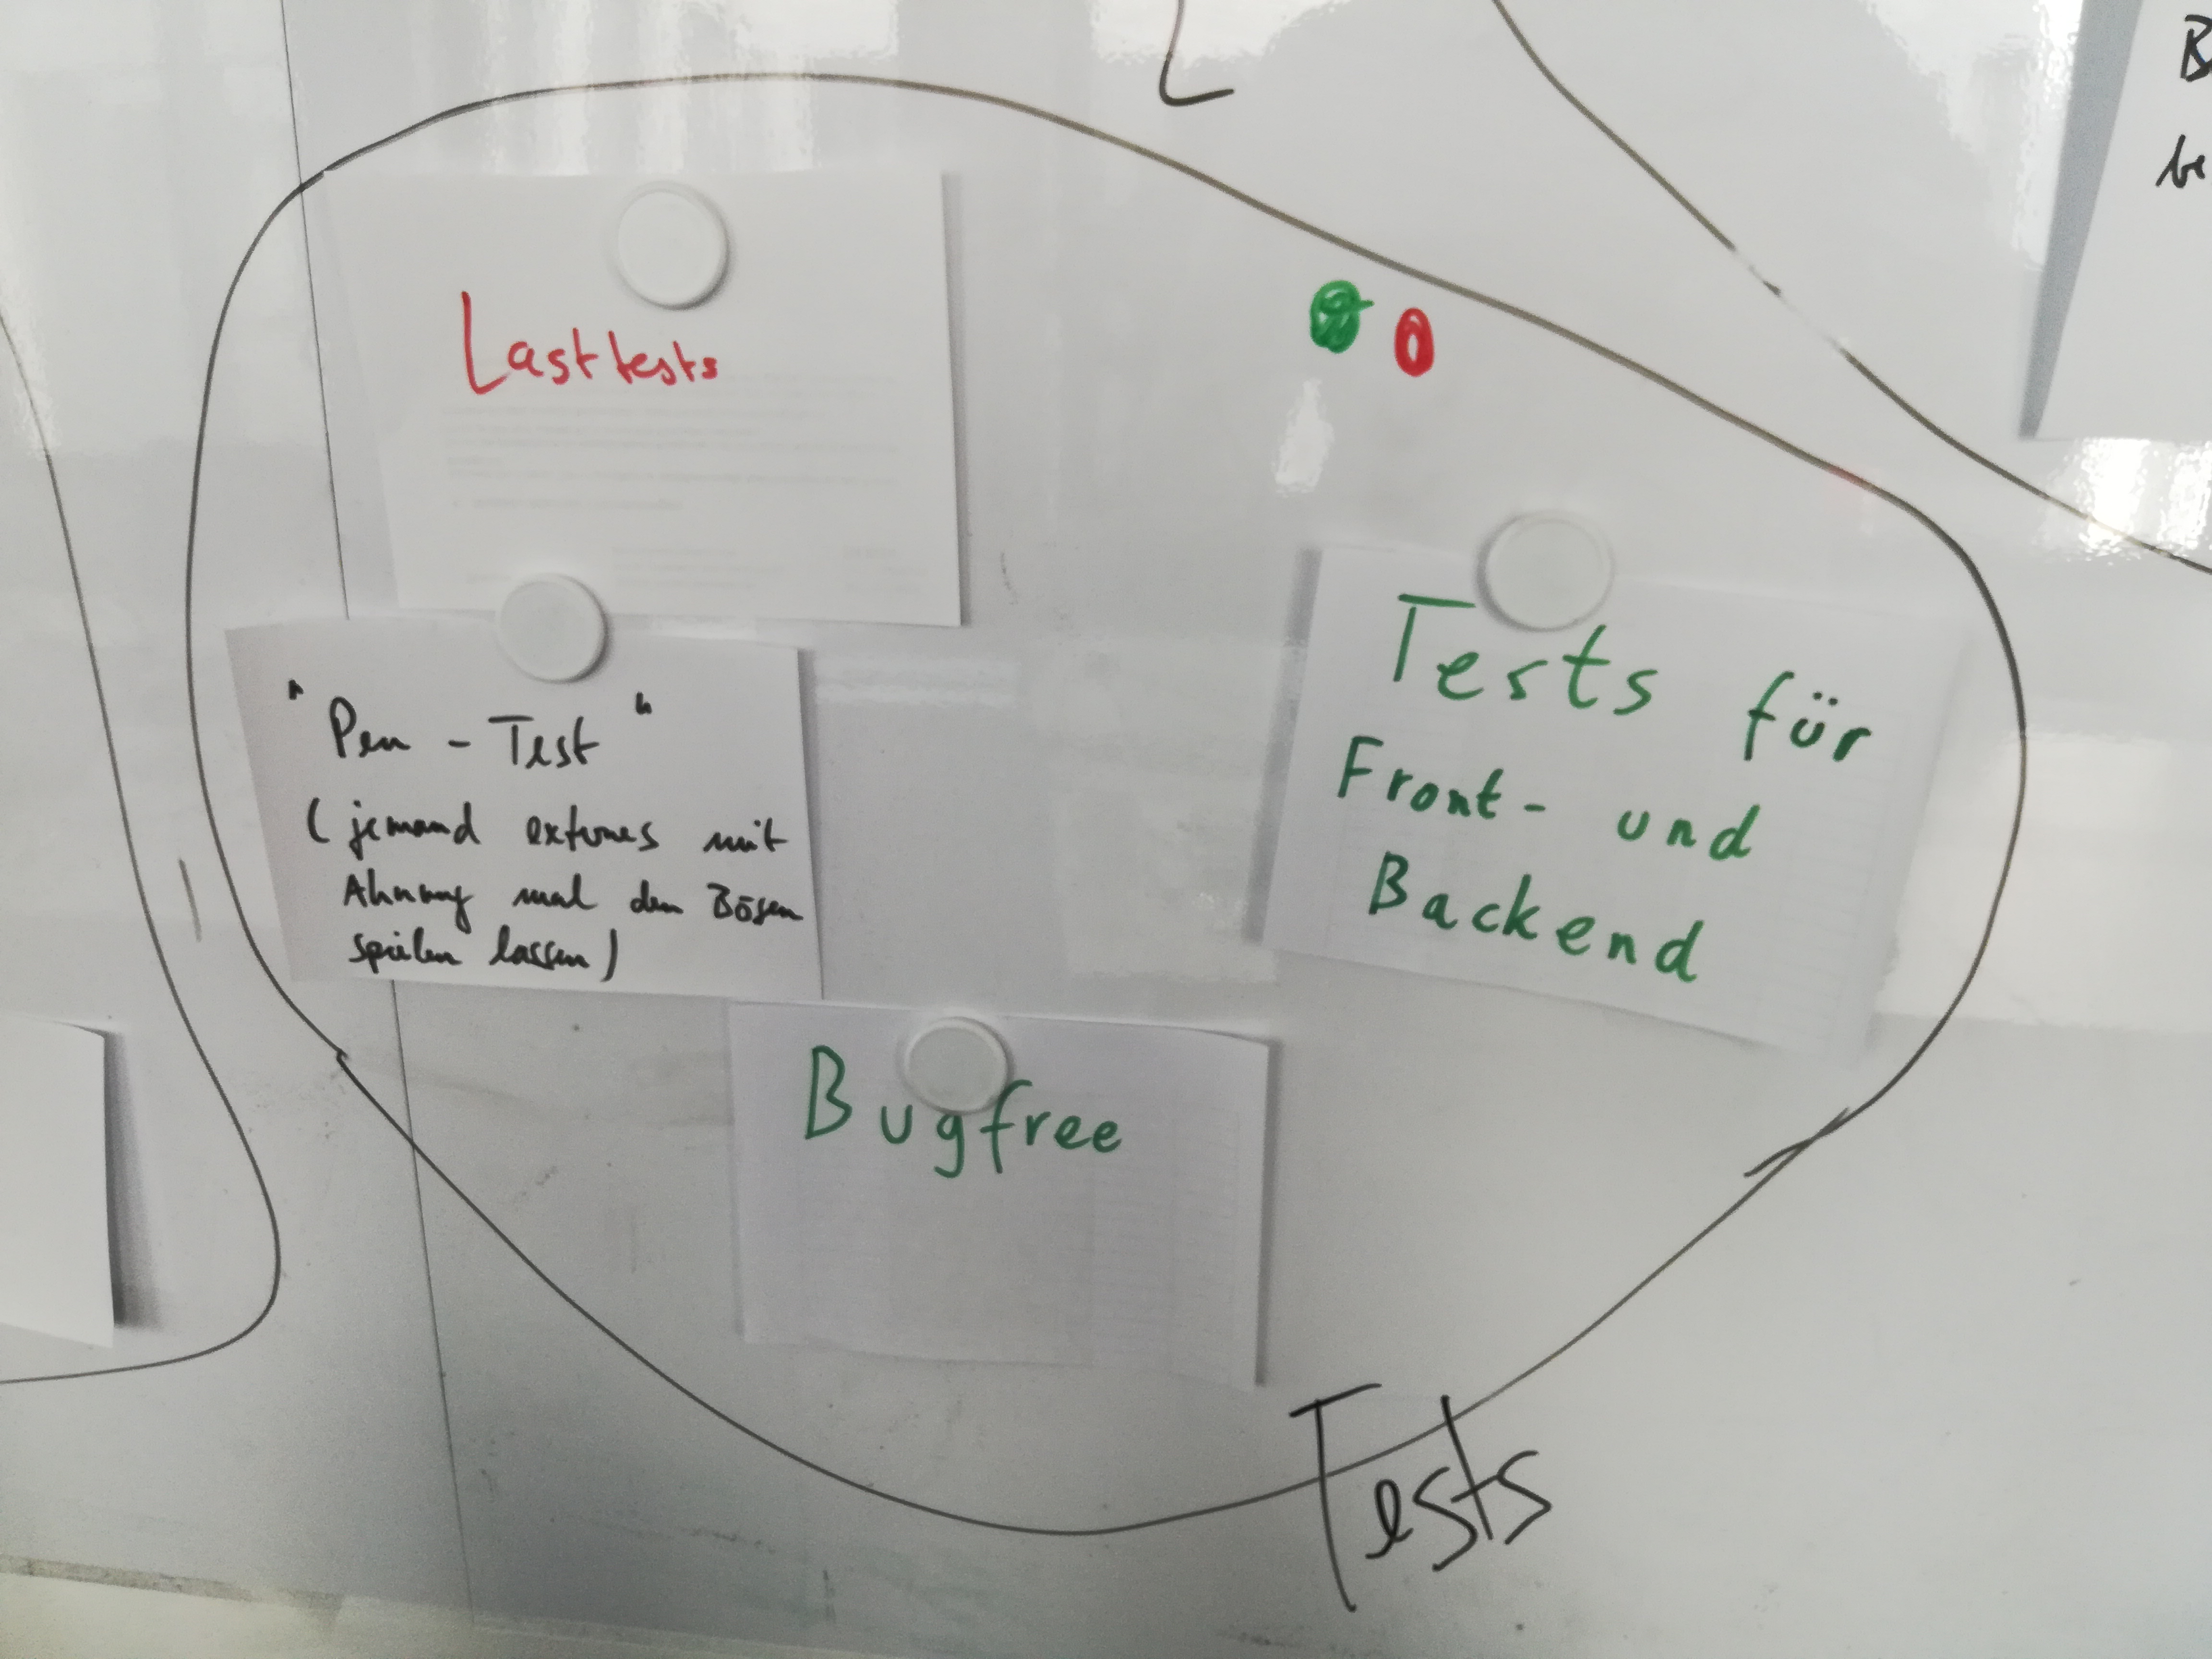 Lasttests
"Pen-Test"
(jemand externes mit
Ahnung mal den Bösen
spielen lassen)
Tests für
Front- und
Backend
Bugfree
Tests
B
be